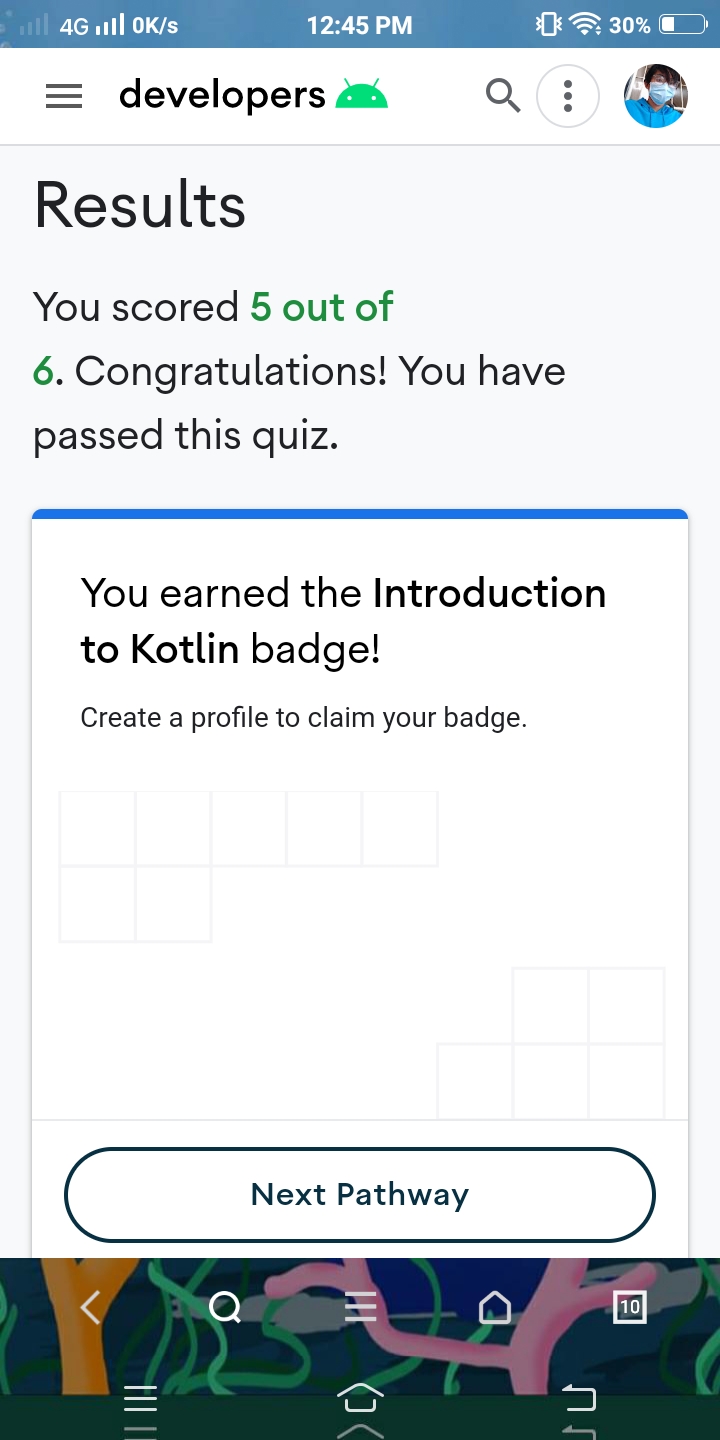 4G 0K/s 12:45 PM 30%
developers
Results
You scored 5 out of
6. Congratulations! You have
passed this quiz.
You earned the Introduction
to Kotlin badge!
Create a profile to claim your badge.
Next Pathway
10